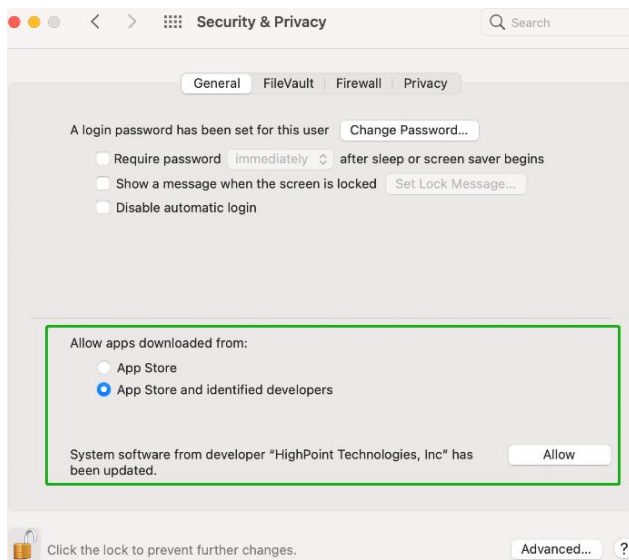 Security & Privacy
Search
General FileVault Firewall Privacy
A login password has been set for this user Change Password...
Require password immediately after sleep or screen saver begins
Show a message when the screen is locked Set Lock Message...
Disable automatic login
Allow apps downloaded from:
App Store
App Store and identified developers
System software from developer “HighPoint Technologies, Inc” has
been updated.
Allow
Click the lock to prevent further changes.
Advanced...
?